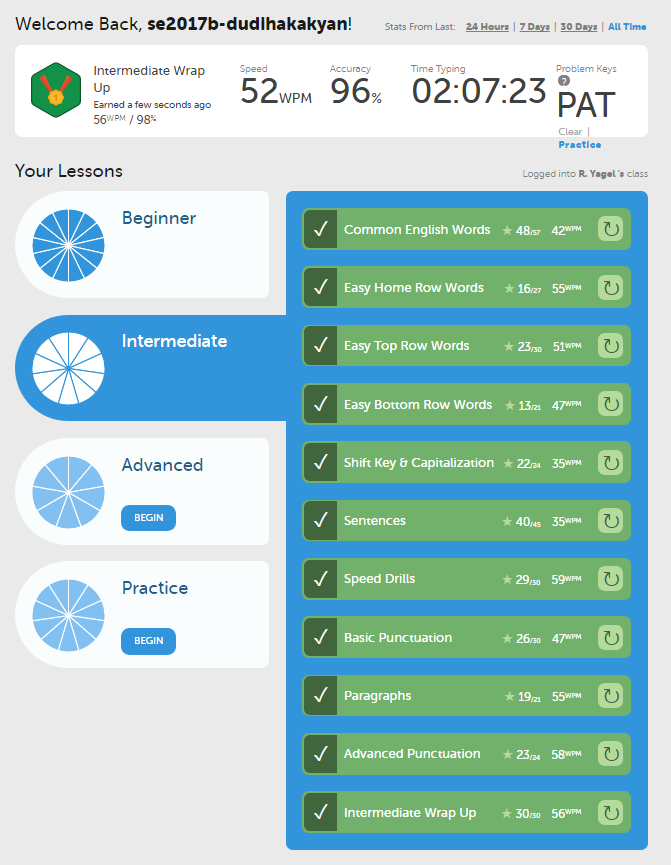 Welcome Back, se2017b-dudihakakyan!
Stats From Last: 24 Hours | 7 Days | 30 Days | All Time
Intermediate Wrap
Up
Earned a few seconds ago
56WPM / 98%
Speed
52WPM
Accuracy
96%
Time Typing
02:07:23
Problem Keys
?
PAT
Clear |
Practice
Your Lessons
Logged into R. Yagel 's class
Beginner
Intermediate
Advanced
BEGIN
Practice
BEGIN
Common English Words ★ 48/57 42WPM
Easy Home Row Words ★ 16/27 55WPM
Easy Top Row Words ★ 23/30 51WPM
Easy Bottom Row Words ★ 13/21 47WPM
Shift Key & Capitalization ★ 22/24 35WPM
Sentences ★ 40/45 35WPM
Speed Drills ★ 29/30 59WPM
Basic Punctuation ★ 26/30 47WPM
Paragraphs ★ 19/21 55WPM
Advanced Punctuation ★ 23/24 58WPM
Intermediate Wrap Up ★ 30/30 56WPM